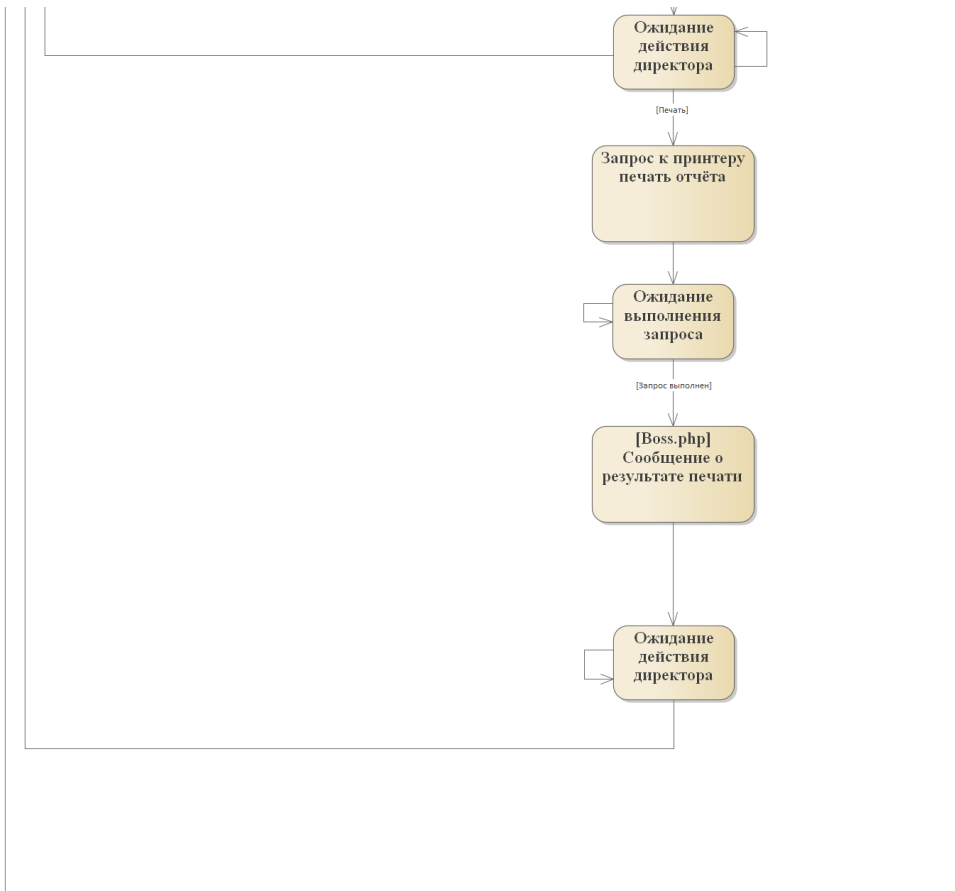 Ожидание
действия
директора
[Печать]
Запрос к принтеру
печать отчёта
Ожидание
выполнения
запроса
[Запрос выполнен]
[Boss.php]
Сообщение о
результате печати
Ожидание
действия
директора